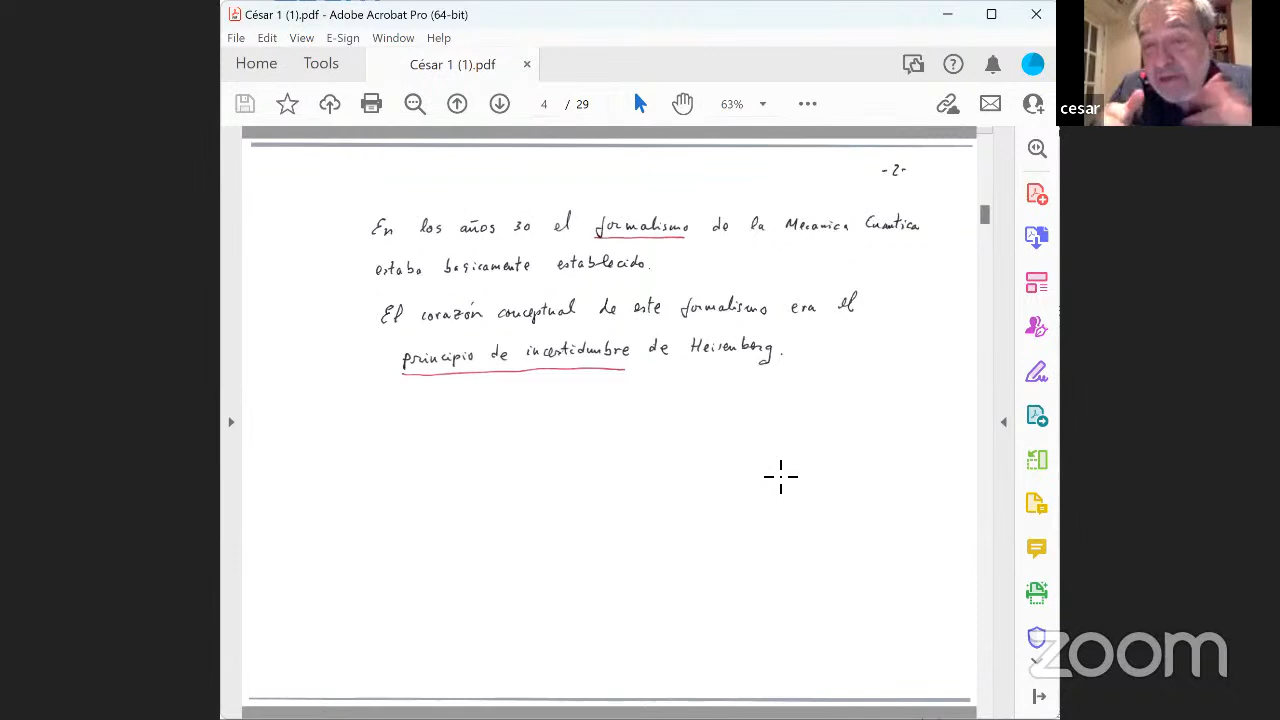 César 1 (1).pdf - Adobe Acrobat Pro (64-bit)
File Edit View E-Sign Window Help
Home Tools César 1 (1).pdf ×
4 / 29 63%
cesar
-2-
En los años 30 el formalismo de la Mecanica Cuantica
estaba basicamente establecido.
El corazón conceptual de este formalismo era el
principio de incertidumbre de Heisenberg.
zoom